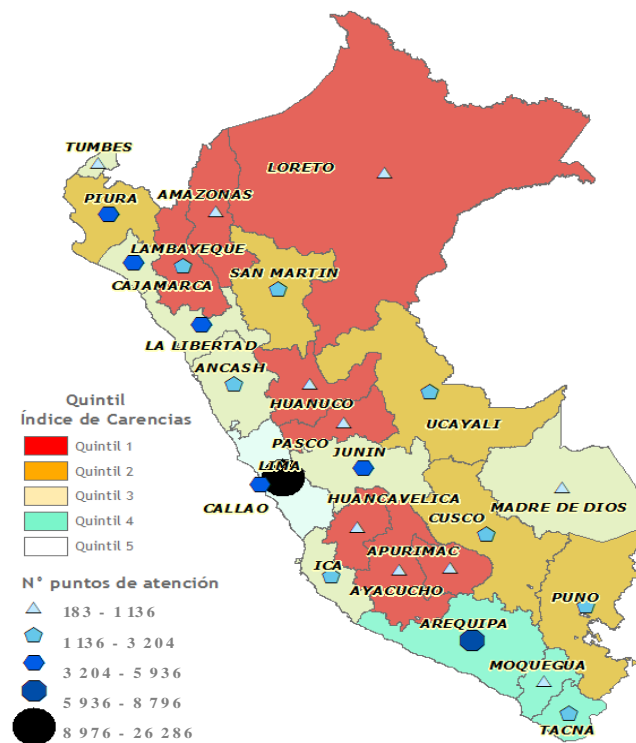 TUMBES
LORETO
PIURA
AMAZONAS
LAMBAYEQUE
SAN MARTIN
CAJAMARCA
LA LIBERTAD
ANCASH
HUANUCO
UCAYALI
PASCO
LIMA
JUNIN
CALLAO
HUANCAVELICA
MADRE DE DIOS
CUSCO
APURIMAC
ICA
AYACUCHO
PUNO
AREQUIPA
MOQUEGUA
TACNA
Quintil
Índice de Carencias
Quintil 1
Quintil 2
Quintil 3
Quintil 4
Quintil 5
N° puntos de atención
183 - 1 136
1 136 - 3 204
3 204 - 5 936
5 936 - 8 796
8 976 - 26 286